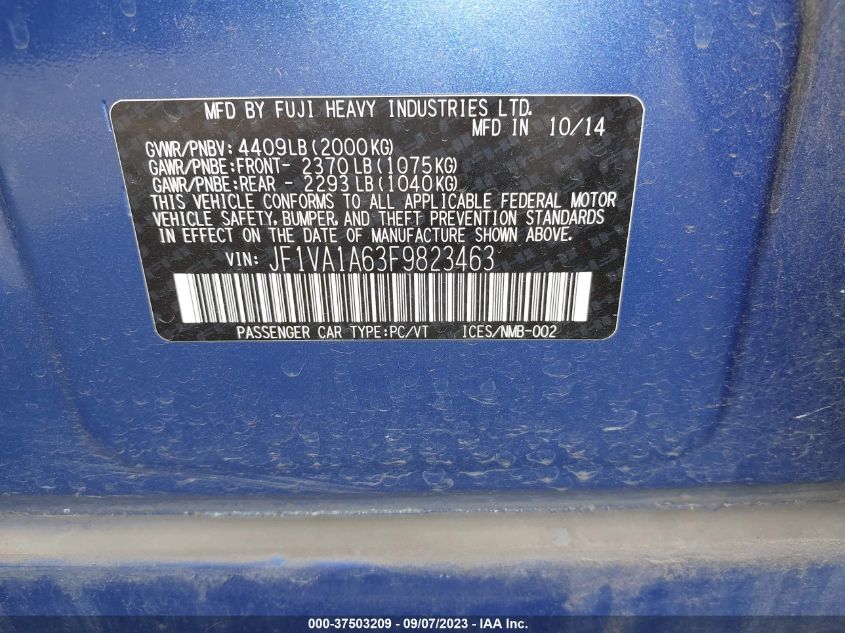 MFD BY FUJI HEAVY INDUSTRIES LTD.
MFD IN 10/14
GVWR/PNBV: 4409LB(2000KG)
GAWR/PNBE:FRONT- 2370LB(1075KG)
GAWR/PNBE:REAR - 2293LB(1040KG)
THIS VEHICLE CONFORMS TO ALL APPLICABLE FEDERAL MOTOR
VEHICLE SAFETY, BUMPER, AND THEFT PREVENTION STANDARDS
IN EFFECT ON THE DATE OF MANUFACTURE SHOWN ABOVE.
VIN: JF1VA1A63F9823463
PASSENGER CAR TYPE:PC/VT ICES/NMB-002
000-37503209 - 09/07/2023 - IAA Inc.